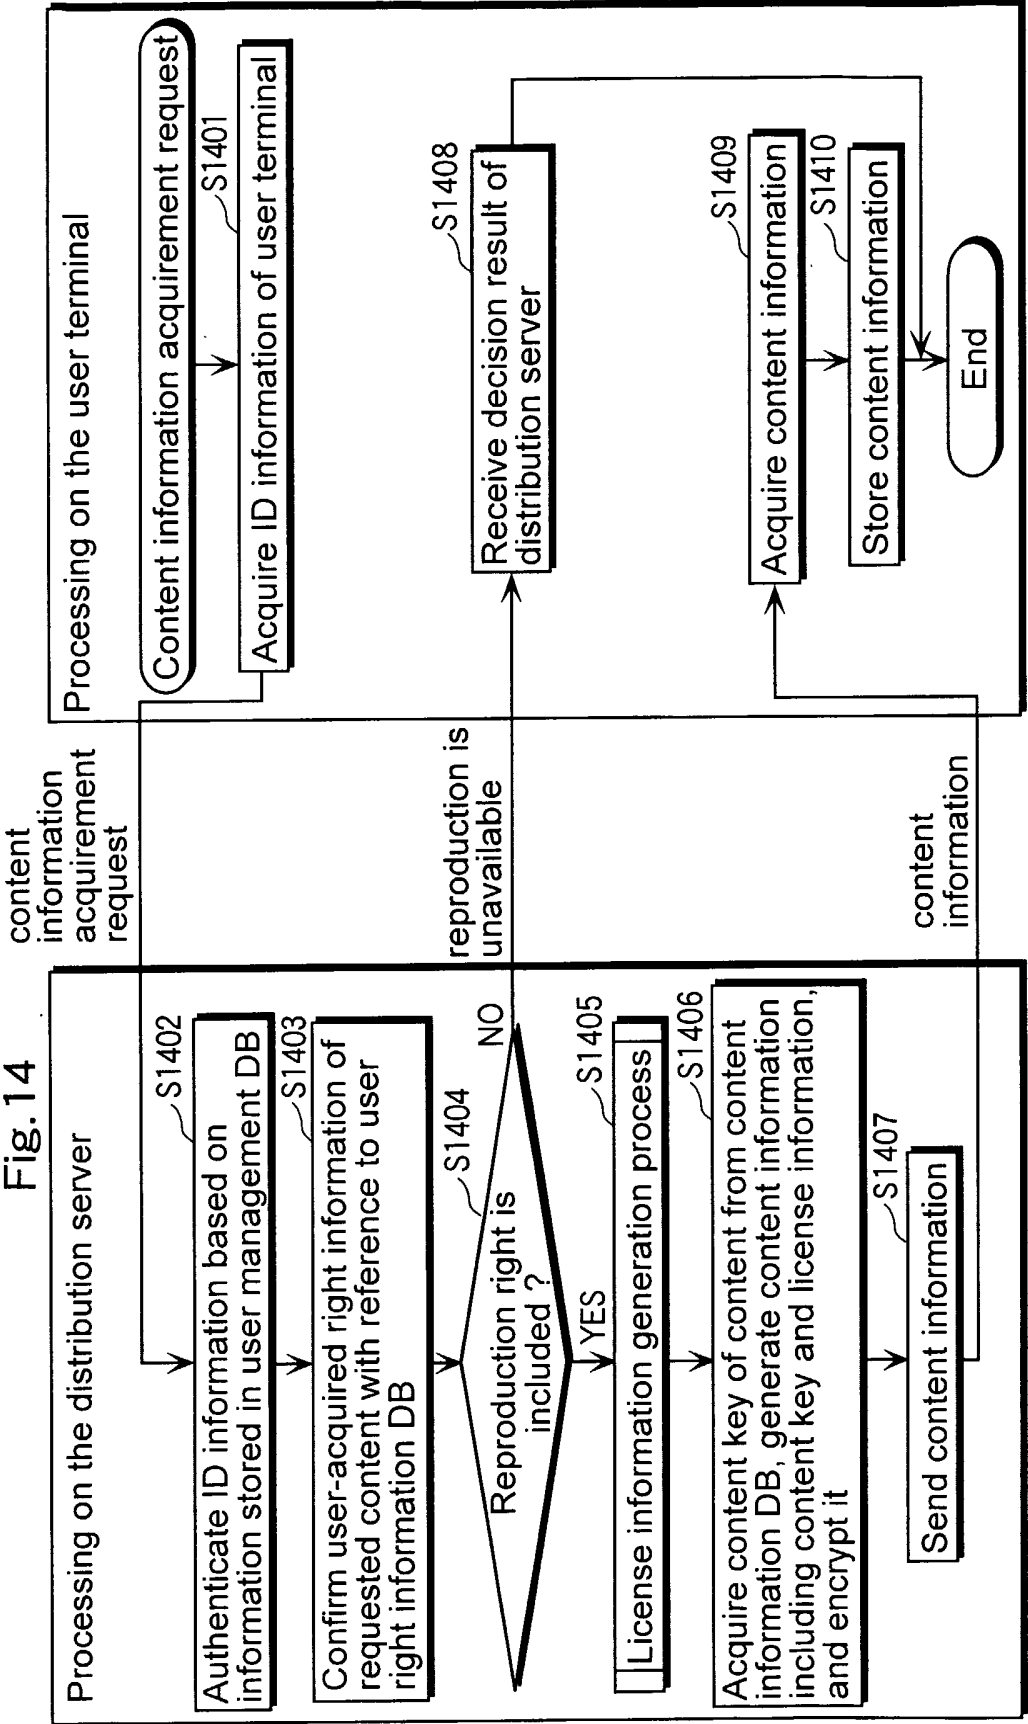 Fig.14
Processing on the distribution server
S1402
Authenticate ID information based on
information stored in user management DB
S1403
Confirm user-acquired right information of
requested content with reference to user
right information DB
S1404
Reproduction right is
included ?
NO
YES
S1405
License information generation process
S1406
Acquire content key of content from content
information DB, generate content information
including content key and license information,
and encrypt it
S1407
Send content information
content
information
acquirement
request
reproduction is
unavailable
content
information
Processing on the user terminal
Content information acquirement request
S1401
Acquire ID information of user terminal
S1408
Receive decision result of
distribution server
S1409
Acquire content information
S1410
Store content information
End